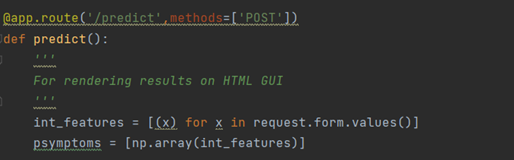 @app.route('/predict',methods=['POST'])
def predict():
'''
For rendering results on HTML GUI
'''
int_features = [(x) for x in request.form.values()]
psymptoms = [np.array(int_features)]